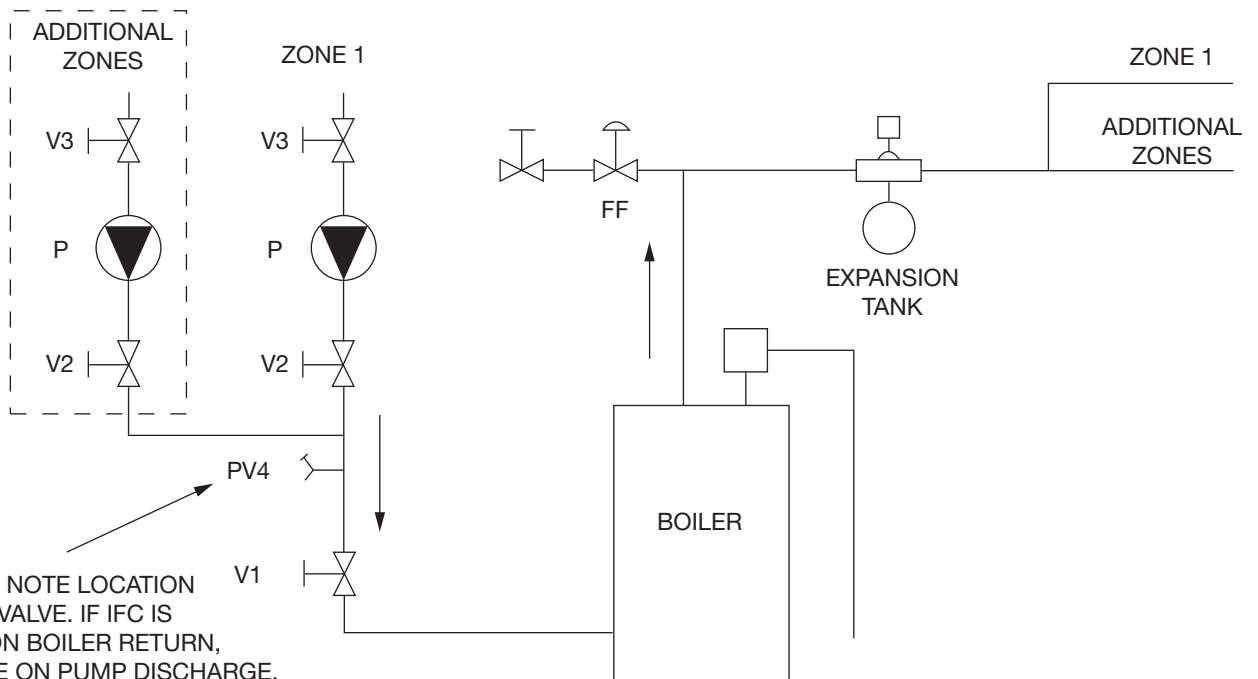 ADDITIONAL
ZONES
ZONE 1
V3
V3
P
P
V2
V2
PV4
V1
NOTE LOCATION
VALVE. IF IFC IS
ON BOILER RETURN,
E ON PUMP DISCHARGE.
FF
EXPANSION
TANK
BOILER
ZONE 1
ADDITIONAL
ZONES